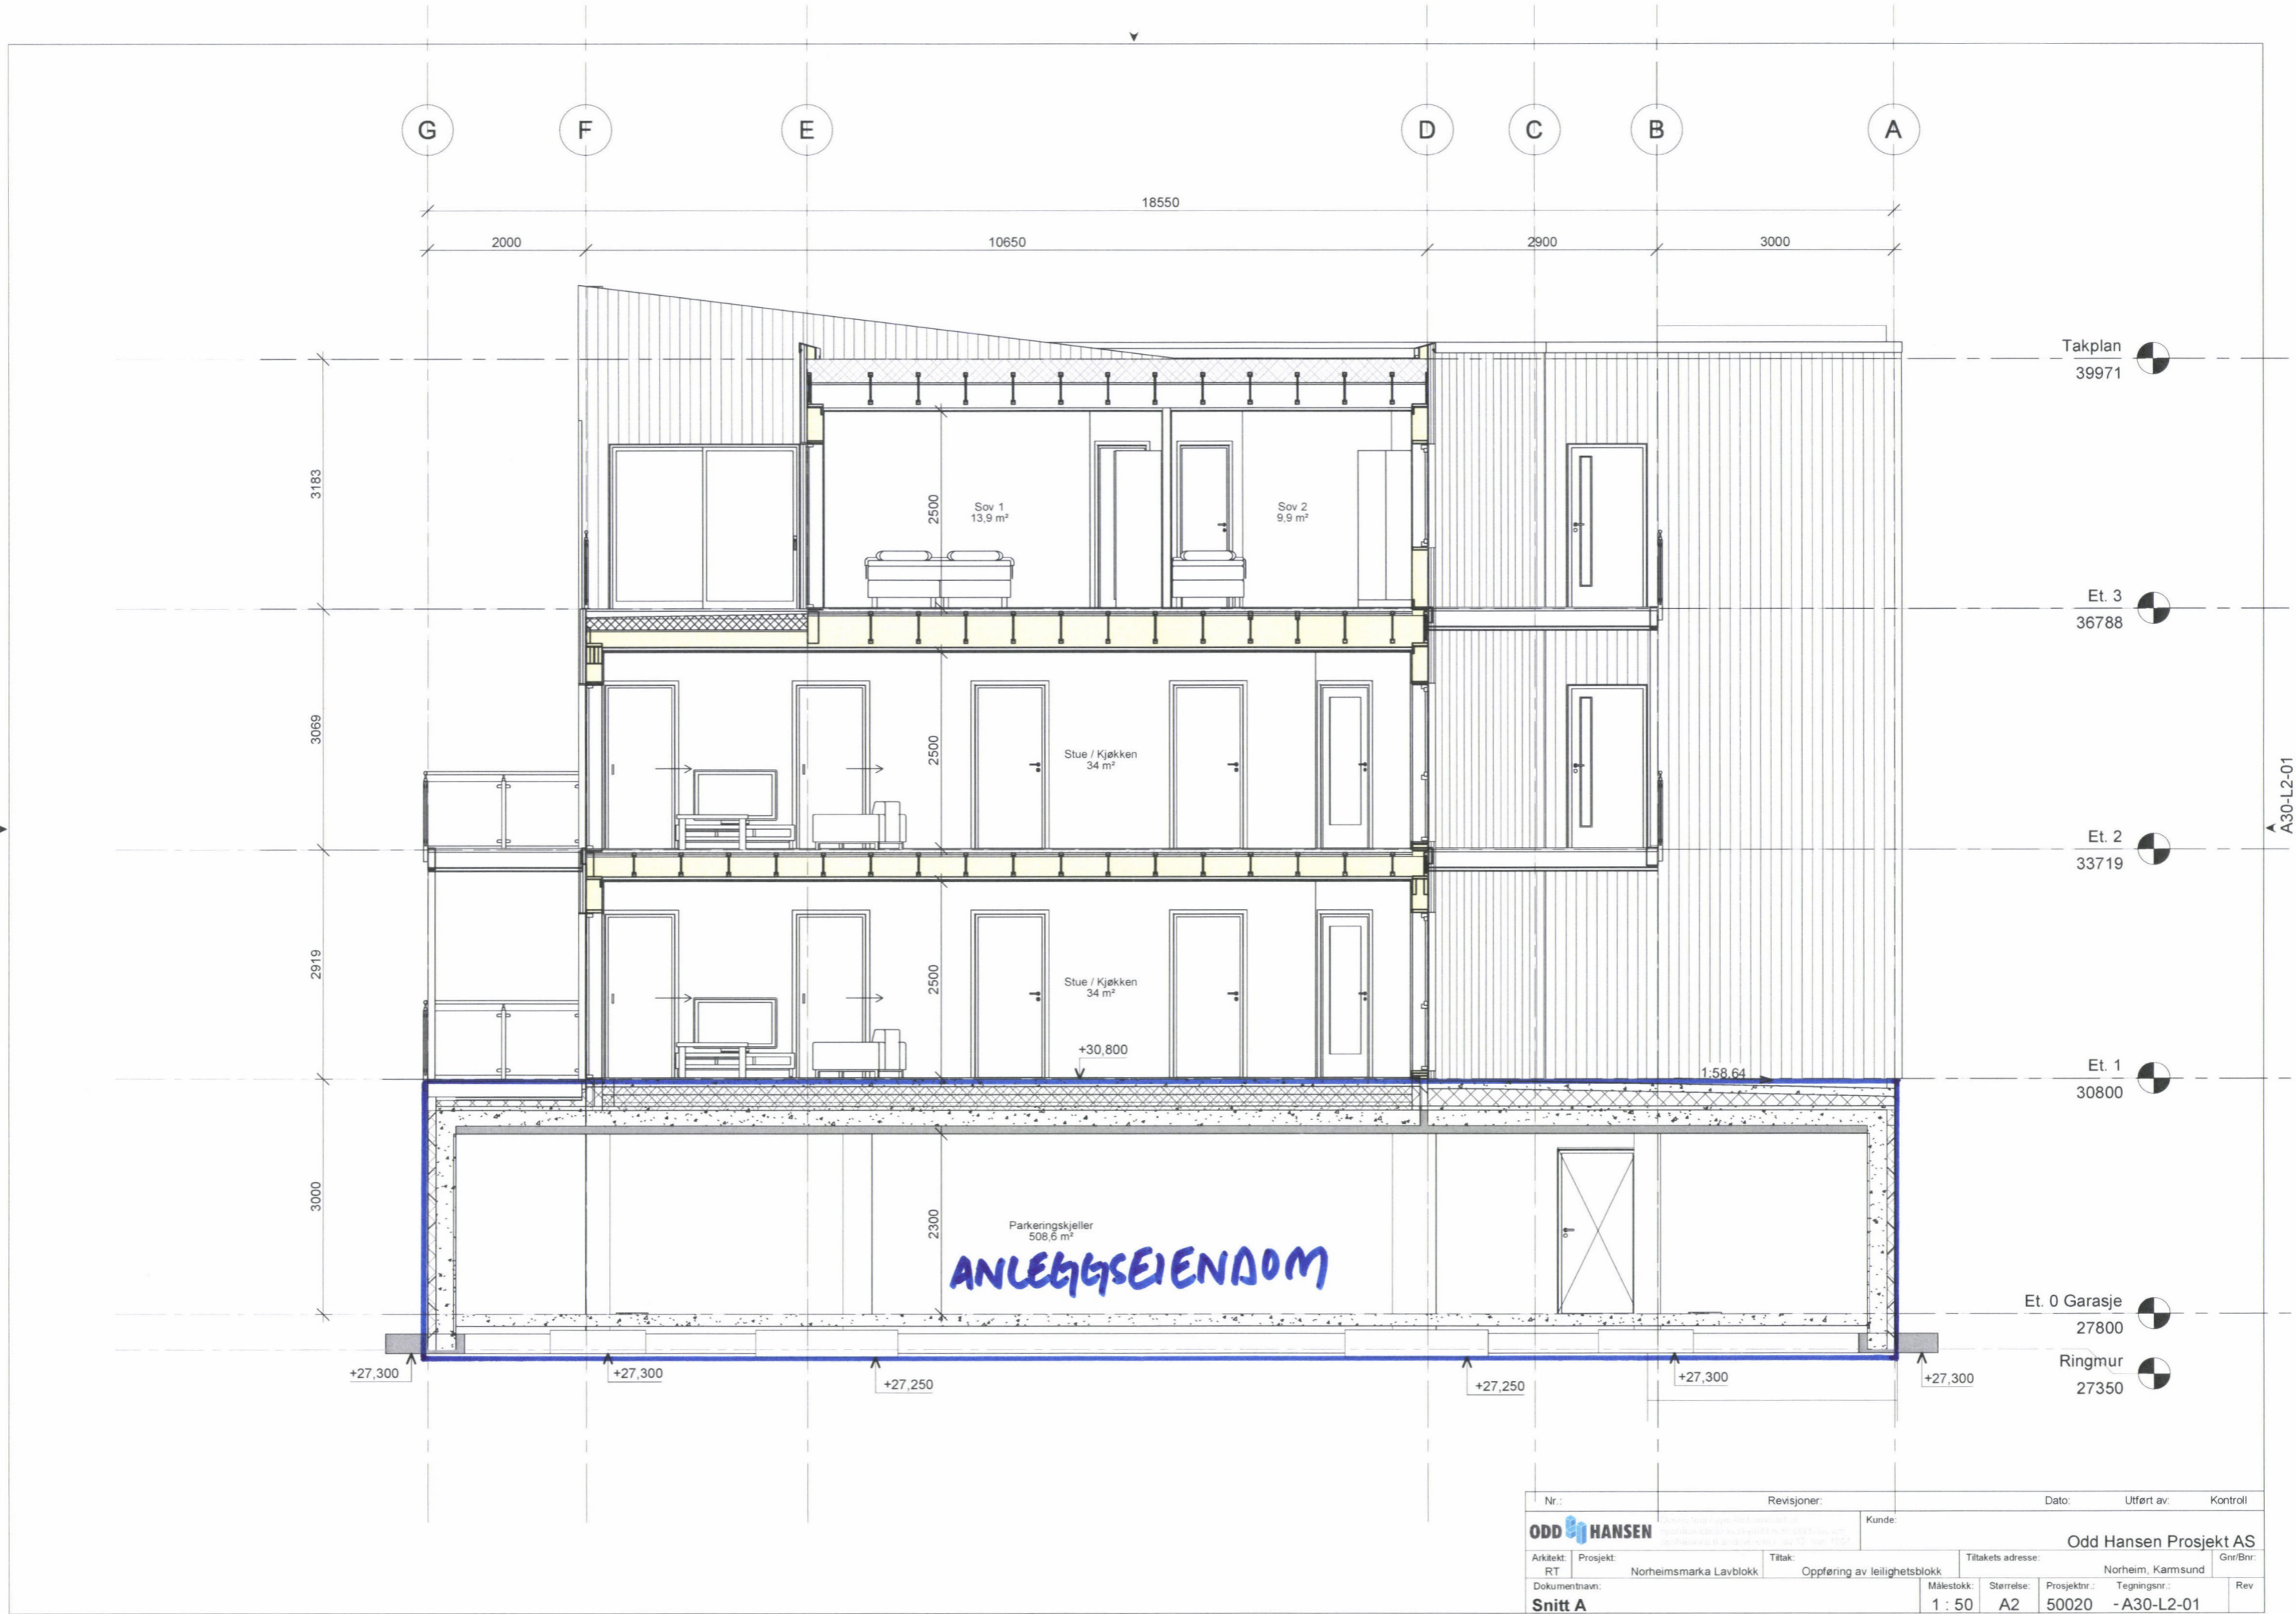 G F E D C B A
18550
2000 10650 2900 3000
Takplan
39971
3183
2500
Sov 1
13,9 m²
Sov 2
9,9 m²
Et. 3
36788
3069
2500
Stue / Kjøkken
34 m²
A30-L2-01
Et. 2
33719
2919
2500
Stue / Kjøkken
34 m²
+30,800
1:58,64
Et. 1
30800
3000
2300
Parkeringskjeller
508,6 m²
ANLEGGSEIENDOM
Et. 0 Garasje
27800
Ringmur
27350
+27,300 +27,300 +27,250 +27,250 +27,300 +27,300
Nr.: Revisjoner: Dato: Utført av: Kontroll
ODD HANSEN
Kunde:
Odd Hansen Prosjekt AS
Arkitekt: Prosjekt: Tiltak: Tiltakets adresse: Gnr/Bnr:
RT Norheimsmarka Lavblokk Oppføring av leilighetsblokk Norheim, Karmsund
Dokumentnavn: Målestokk: Størrelse: Prosjektnr.: Tegningsnr.: Rev
Snitt A 1 : 50 A2 50020 - A30-L2-01